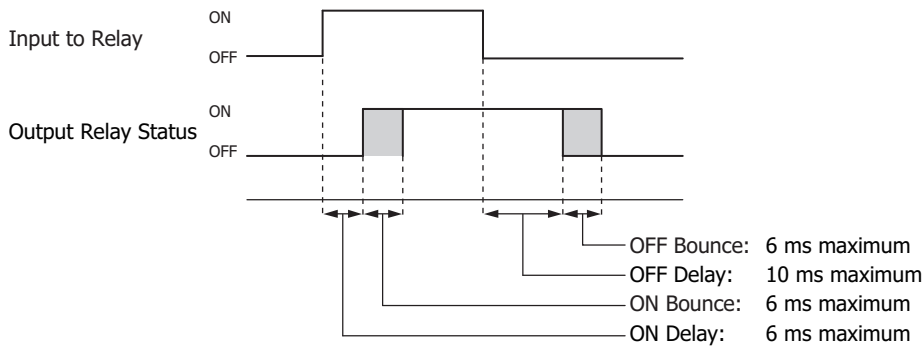 ON
Input to Relay
OFF
ON
Output Relay Status
OFF
OFF Bounce: 6 ms maximum
OFF Delay: 10 ms maximum
ON Bounce: 6 ms maximum
ON Delay: 6 ms maximum